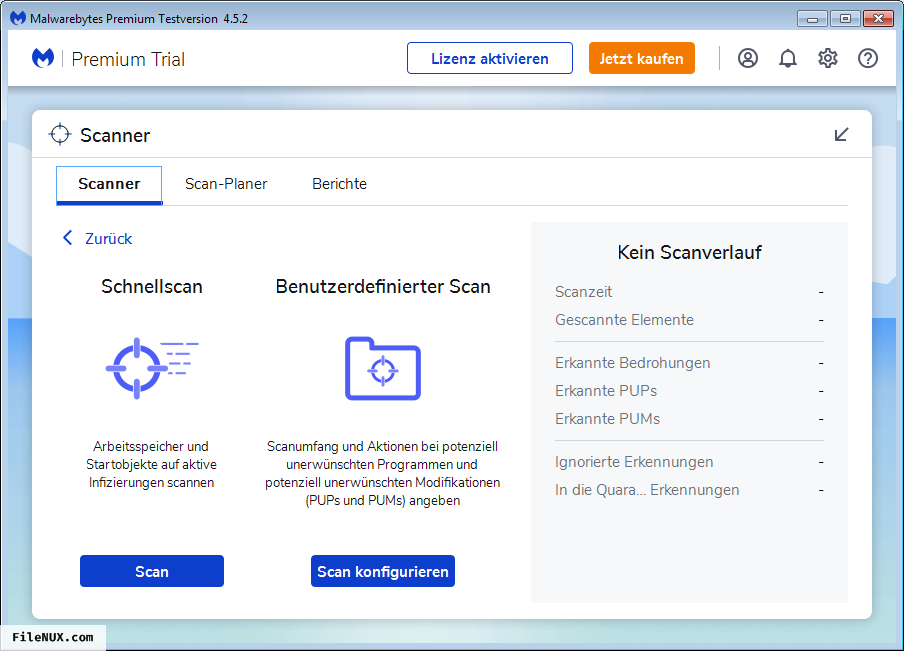 Malwarebytes Premium Testversion 4.5.2
Premium Trial
Lizenz aktivieren
Jetzt kaufen
Scanner
Scanner
Scan-Planer
Berichte
Zurück
Schnellscan
Arbeitsspeicher und
Startobjekte auf aktive
Infizierungen scannen
Scan
Benutzerdefinierter Scan
Scanumfang und Aktionen bei potenziell
unerwünschten Programmen und
potenziell unerwünschten Modifikationen
(PUPs und PUMs) angeben
Scan konfigurieren
Kein Scanverlauf
Scanzeit -
Gescannte Elemente -
Erkannte Bedrohungen -
Erkannte PUPs -
Erkannte PUMs -
Ignorierte Erkennungen -
In die Quara... Erkennungen -
FileNUX.com